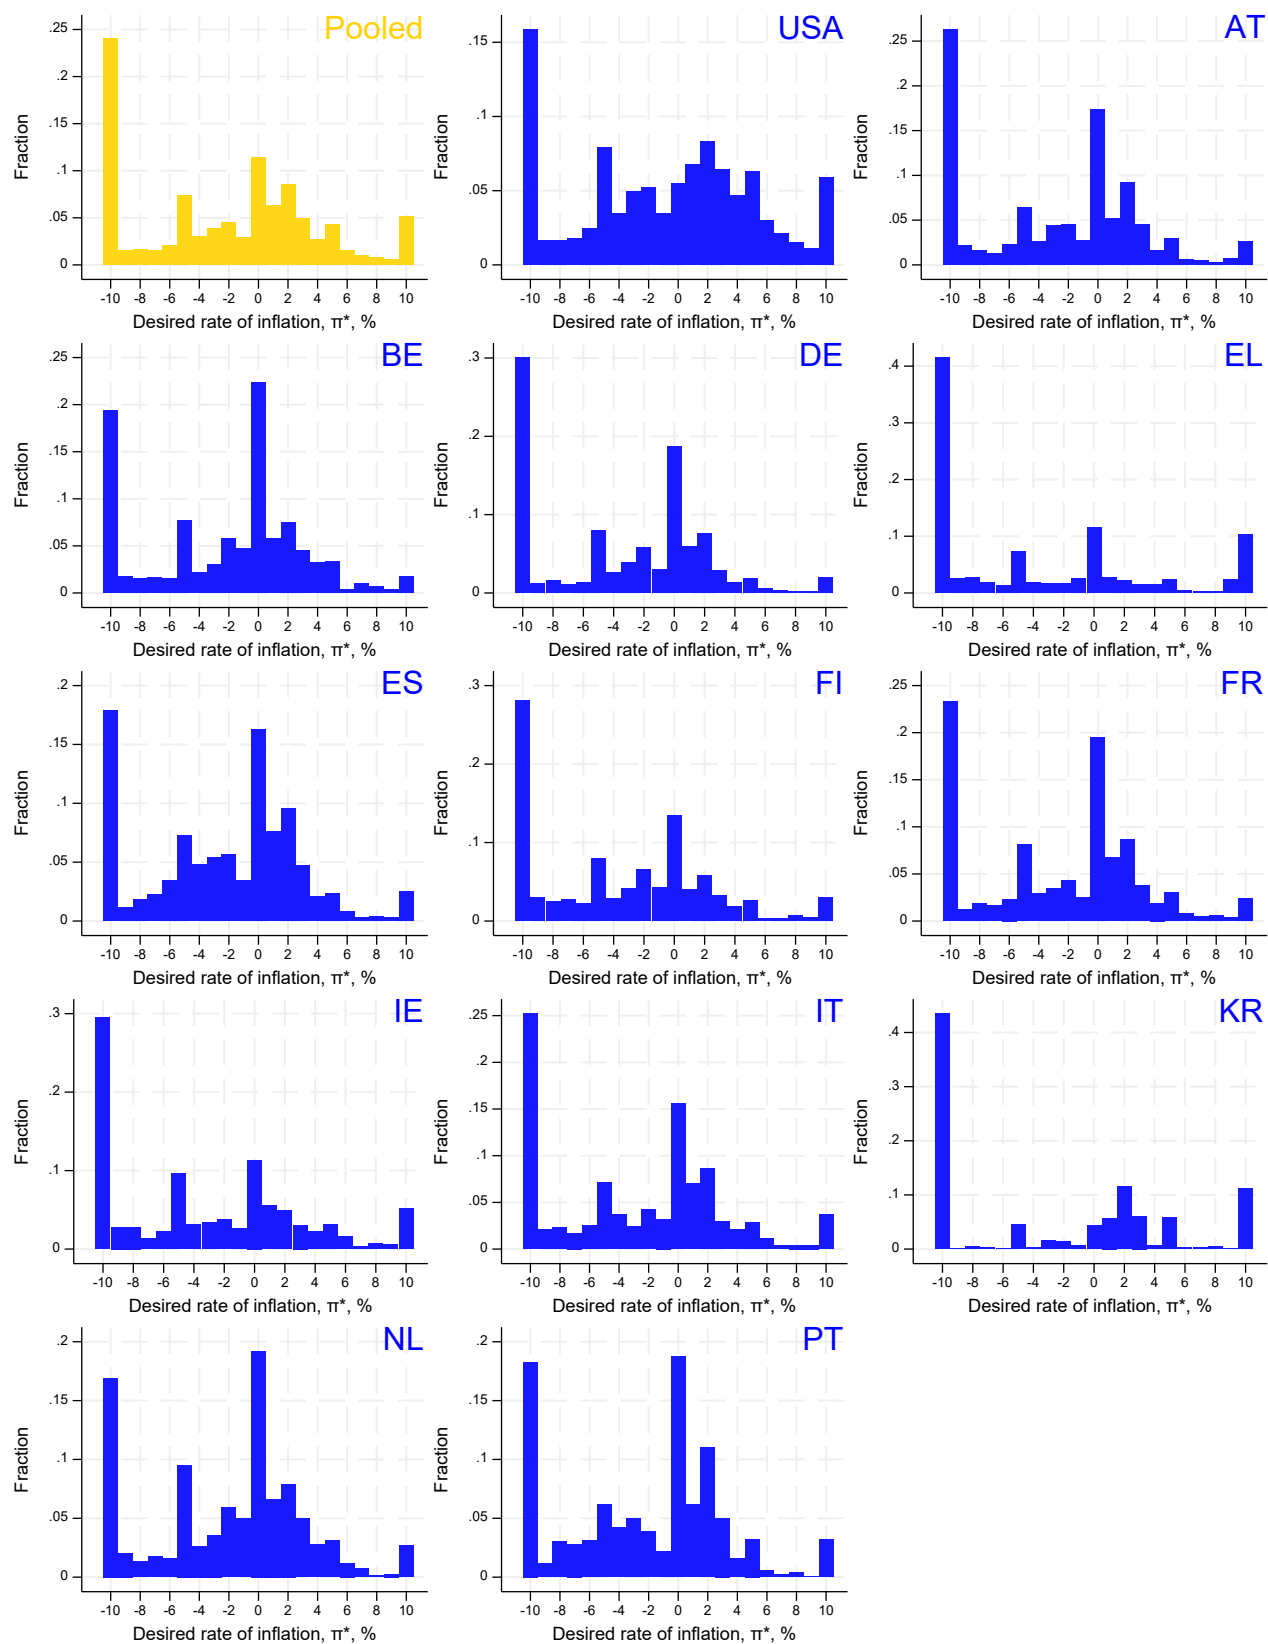 Pooled
Fraction
.25
.2
.15
.1
.05
0
-10 -8 -6 -4 -2 0 2 4 6 8 10
Desired rate of inflation, π*, %
USA
Fraction
.15
.1
.05
0
-10 -8 -6 -4 -2 0 2 4 6 8 10
Desired rate of inflation, π*, %
AT
Fraction
.25
.2
.15
.1
.05
0
-10 -8 -6 -4 -2 0 2 4 6 8 10
Desired rate of inflation, π*, %
BE
Fraction
.25
.2
.15
.1
.05
0
-10 -8 -6 -4 -2 0 2 4 6 8 10
Desired rate of inflation, π*, %
DE
Fraction
.3
.2
.1
0
-10 -8 -6 -4 -2 0 2 4 6 8 10
Desired rate of inflation, π*, %
EL
Fraction
.4
.3
.2
.1
0
-10 -8 -6 -4 -2 0 2 4 6 8 10
Desired rate of inflation, π*, %
ES
Fraction
.2
.15
.1
.05
0
-10 -8 -6 -4 -2 0 2 4 6 8 10
Desired rate of inflation, π*, %
FI
Fraction
.3
.2
.1
0
-10 -8 -6 -4 -2 0 2 4 6 8 10
Desired rate of inflation, π*, %
FR
Fraction
.25
.2
.15
.1
.05
0
-10 -8 -6 -4 -2 0 2 4 6 8 10
Desired rate of inflation, π*, %
IE
Fraction
.3
.2
.1
0
-10 -8 -6 -4 -2 0 2 4 6 8 10
Desired rate of inflation, π*, %
IT
Fraction
.25
.2
.15
.1
.05
0
-10 -8 -6 -4 -2 0 2 4 6 8 10
Desired rate of inflation, π*, %
KR
Fraction
.4
.3
.2
.1
0
-10 -8 -6 -4 -2 0 2 4 6 8 10
Desired rate of inflation, π*, %
NL
Fraction
.2
.15
.1
.05
0
-10 -8 -6 -4 -2 0 2 4 6 8 10
Desired rate of inflation, π*, %
PT
Fraction
.2
.15
.1
.05
0
-10 -8 -6 -4 -2 0 2 4 6 8 10
Desired rate of inflation, π*, %